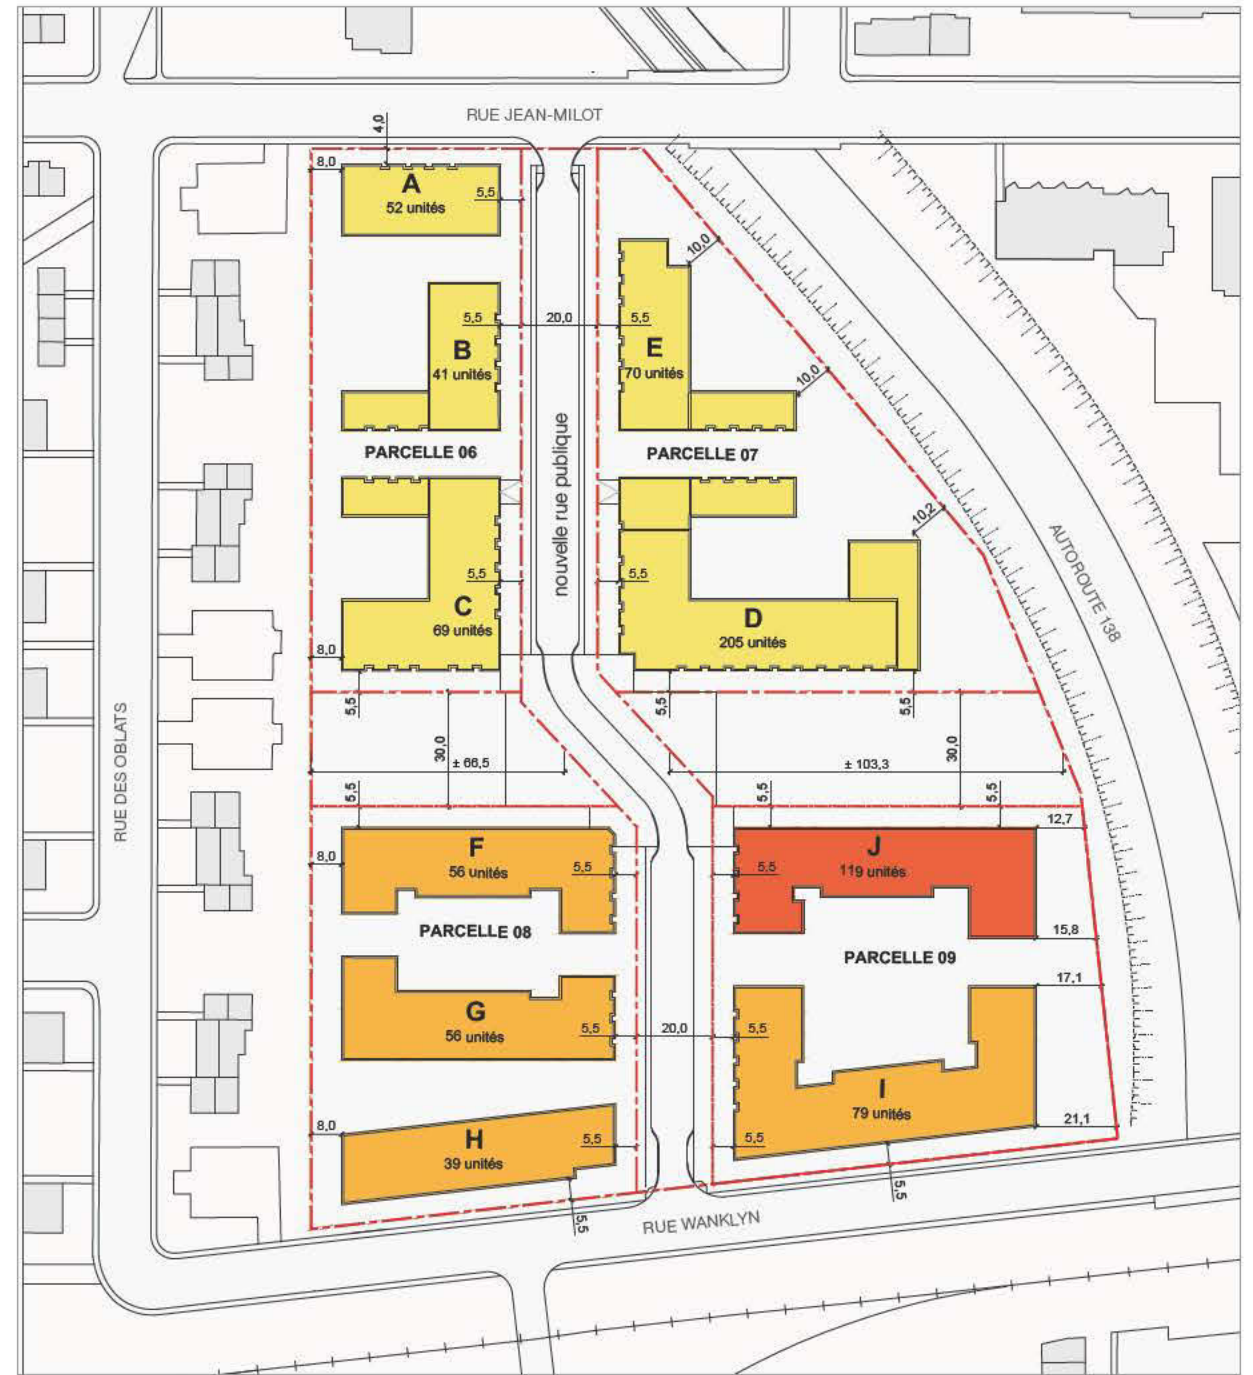 RUE JEAN-MILOT
4,0
8,0
A
52 unités
5,5
10,0
5,5
20,0
5,5
B
41 unités
E
70 unités
10,0
PARCELLE 06
PARCELLE 07
nouvelle rue publique
10,2
AUTOROUTE 138
5,5
5,5
C
69 unités
D
205 unités
8,0
5,5
5,5
5,5
RUE DES OBLATS
30,0
± 66,5
30,0
± 103,3
5,5
5,5
5,5
12,7
F
56 unités
8,0
5,5
J
119 unités
5,5
PARCELLE 08
15,8
PARCELLE 09
17,1
G
56 unités
5,5
20,0
5,5
I
79 unités
8,0
H
39 unités
5,5
5,5
21,1
5,5
5,5
RUE WANKLYN